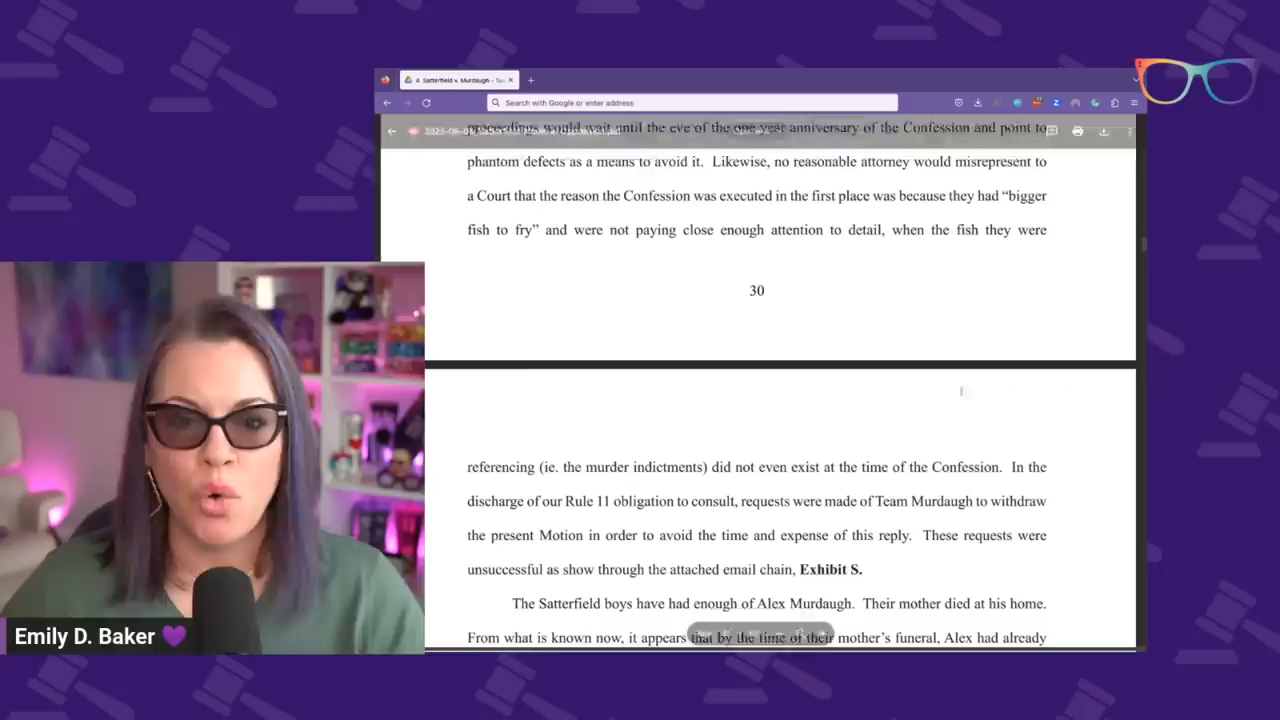 4. Satterfield v. Murdaugh -
Search with Google or enter address
proceedings would wait until the eve of the one year anniversary of the Confession and point to
phantom defects as a means to avoid it. Likewise, no reasonable attorney would misrepresent to
a Court that the reason the Confession was executed in the first place was because they had “bigger
fish to fry” and were not paying close enough attention to detail, when the fish they were
30
referencing (ie. the murder indictments) did not even exist at the time of the Confession. In the
discharge of our Rule 11 obligation to consult, requests were made of Team Murdaugh to withdraw
the present Motion in order to avoid the time and expense of this reply. These requests were
unsuccessful as show through the attached email chain, Exhibit S.
The Satterfield boys have had enough of Alex Murdaugh. Their mother died at his home.
From what is known now, it appears that by the time of their mother’s funeral, Alex had already
Emily D. Baker